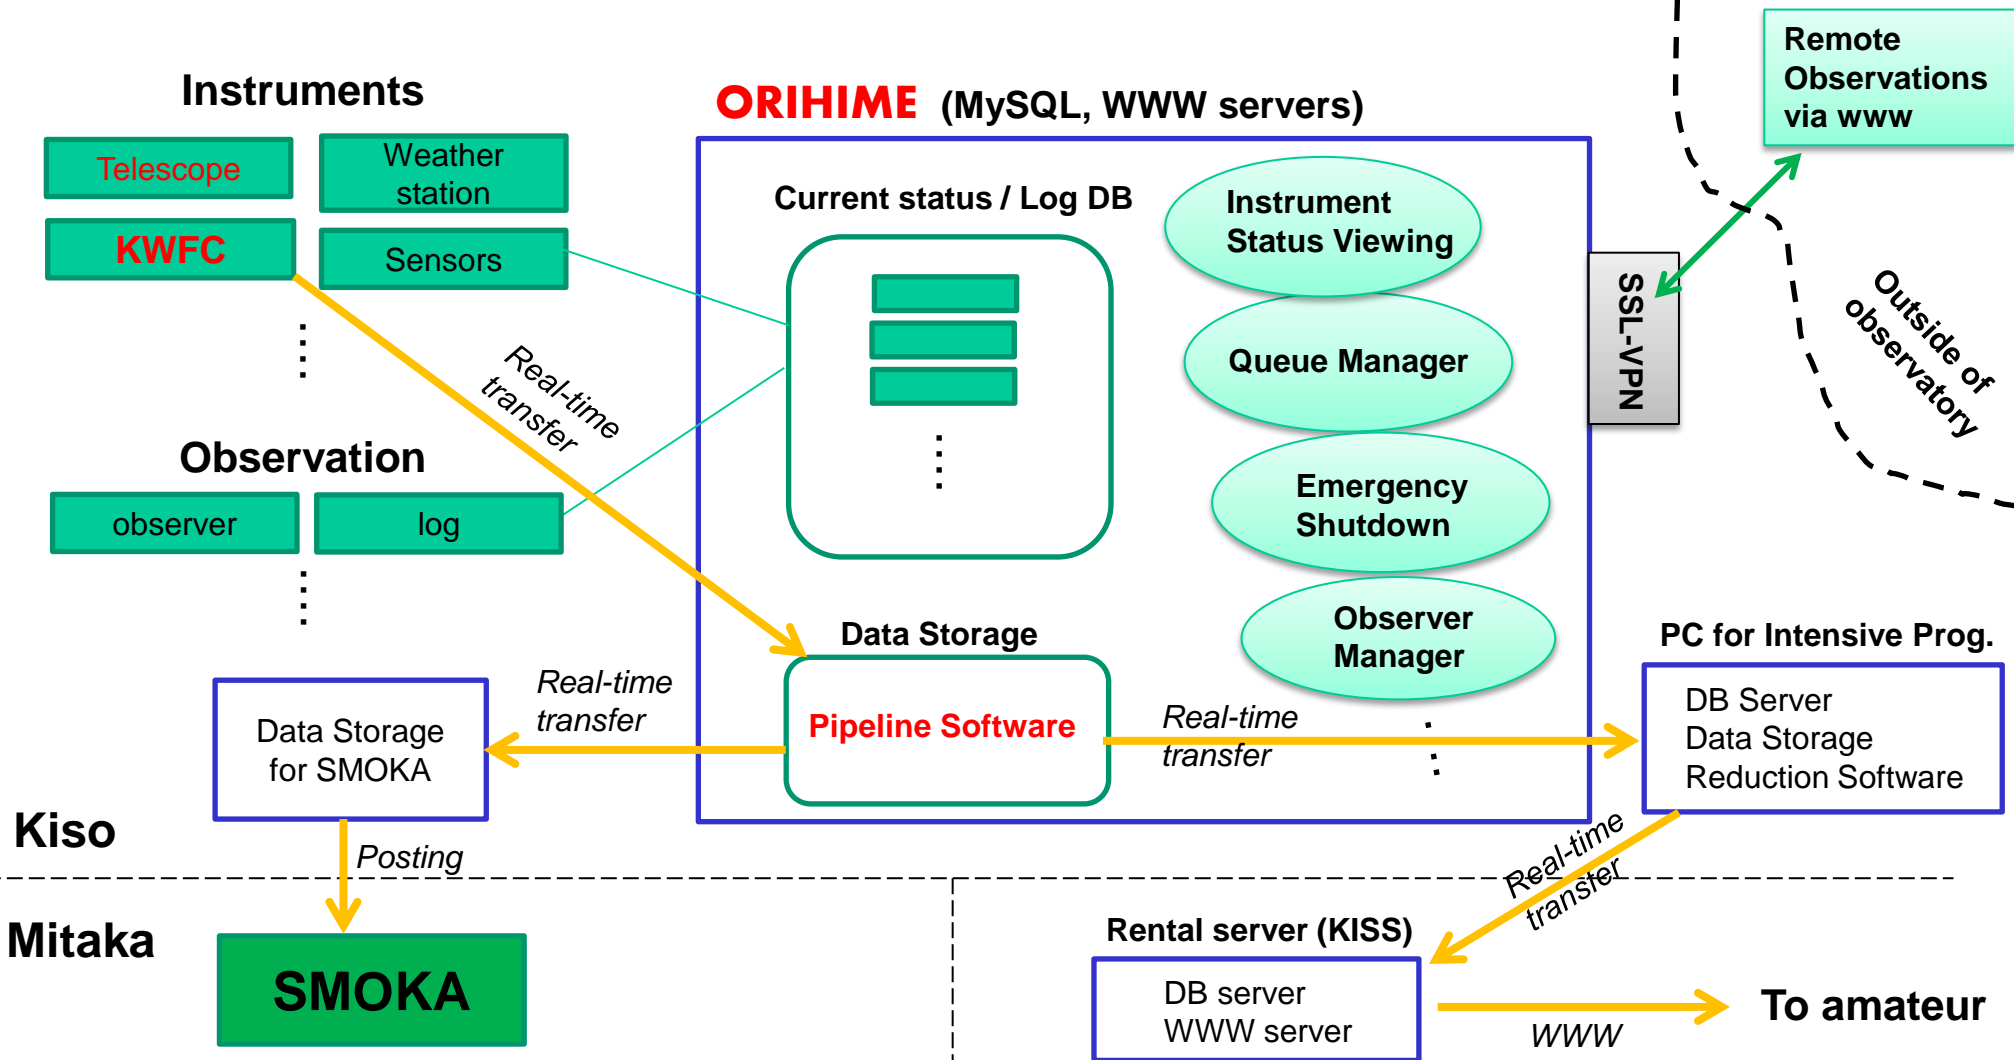 Instruments
Telescope
Weather
station
KWFC
Sensors
Observation
observer
log
Real-time
transfer
ORIHIME (MySQL, WWW servers)
Current status / Log DB
Instrument
Status Viewing
Queue Manager
Emergency
Shutdown
Observer
Manager
Data Storage
Pipeline Software
SSL-VPN
Remote
Observations
via www
Outside of
observatory
Real-time
transfer
Data Storage
for SMOKA
Real-time
transfer
PC for Intensive Prog.
DB Server
Data Storage
Reduction Software
Kiso
Posting
Mitaka
SMOKA
Real-time
transfer
Rental server (KISS)
DB server
WWW server
WWW
To amateur